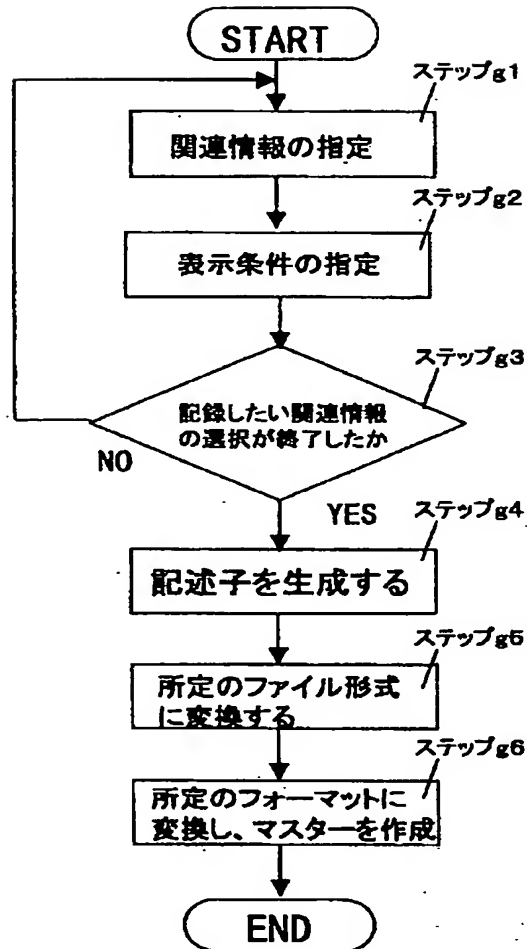 START
ステップg1
関連情報の指定
ステップg2
表示条件の指定
ステップg3
記録したい関連情報
の選択が終了したか
NO
YES
ステップg4
記述子を生成する
ステップg5
所定のファイル形式
に変換する
ステップg6
所定のフォーマットに
変換し、マスターを作成
END